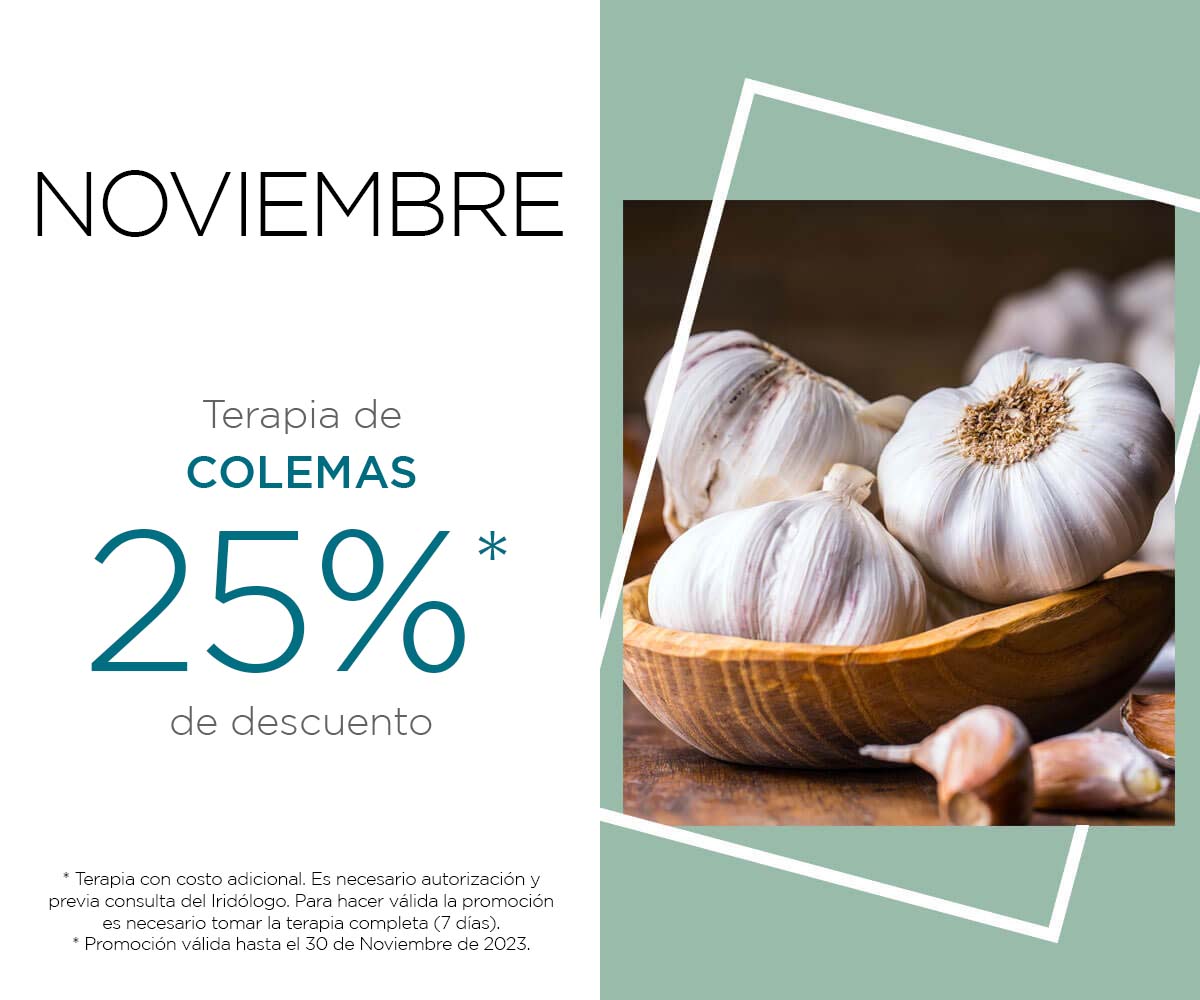 NOVIEMBRE
Terapia de
COLEMAS
25%*
de descuento
* Terapia con costo adicional. Es necesario autorización y
previa consulta del Iridólogo. Para hacer válida la promoción
es necesario tomar la terapia completa (7 días).
* Promoción válida hasta el 30 de Noviembre de 2023.